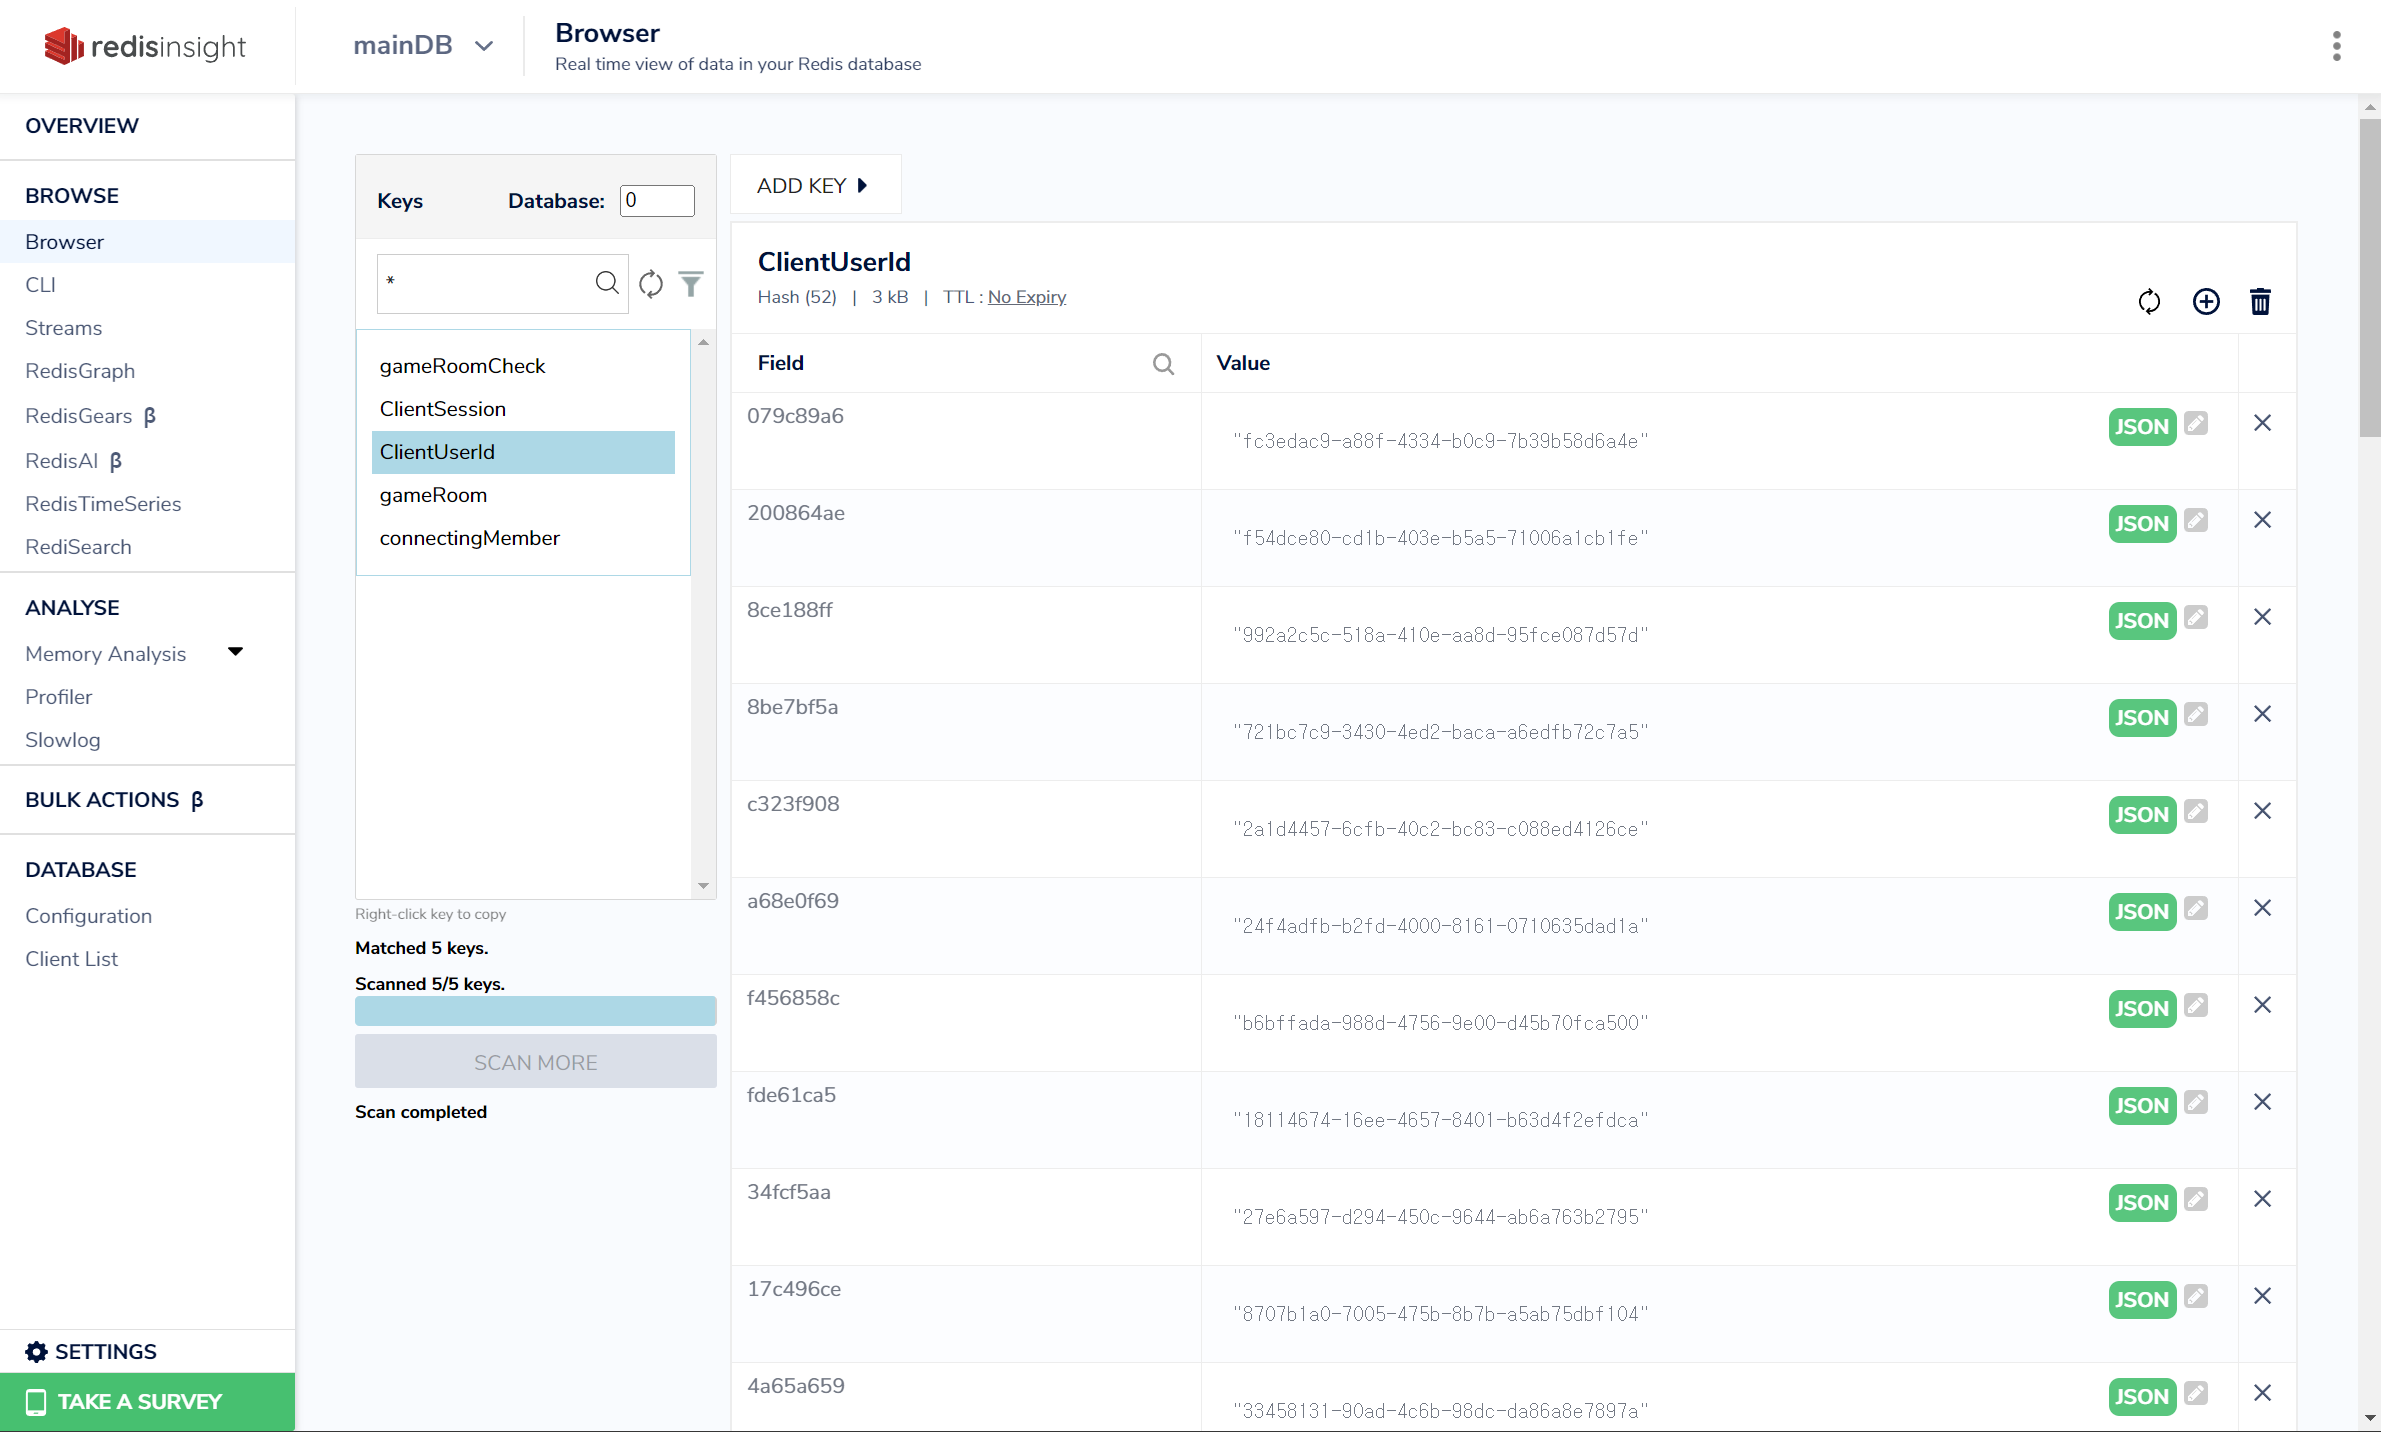 redisinsight
mainDB
Browser
Real time view of data in your Redis database
OVERVIEW
BROWSE
Browser
CLI
Streams
RedisGraph
RedisGears β
RedisAI β
RedisTimeSeries
RediSearch
ANALYSE
Memory Analysis
Profiler
Slowlog
BULK ACTIONS β
DATABASE
Configuration
Client List
SETTINGS
TAKE A SURVEY
Keys Database: 0
*
gameRoomCheck
ClientSession
ClientUserId
gameRoom
connectingMember
Right-click key to copy
Matched 5 keys.
Scanned 5/5 keys.
SCAN MORE
Scan completed
ADD KEY
ClientUserId
Hash (52) | 3 kB | TTL : No Expiry
Field Value
079c89a6 "fc3edac9-a88f-4334-b0c9-7b39b58d6a4e" JSON
200864ae "f54dce80-cd1b-403e-b5a5-71006a1cb1fe" JSON
8ce188ff "992a2c5c-518a-410e-aa8d-95fce087d57d" JSON
8be7bf5a "721bc7c9-3430-4ed2-baca-a6edfb72c7a5" JSON
c323f908 "2a1d4457-6cfb-40c2-bc83-c088ed4126ce" JSON
a68e0f69 "24f4adfb-b2fd-4000-8161-0710635dad1a" JSON
f456858c "b6bffada-988d-4756-9e00-d45b70fca500" JSON
fde61ca5 "18114674-16ee-4657-8401-b63d4f2efdca" JSON
34fcf5aa "27e6a597-d294-450c-9644-ab6a763b2795" JSON
17c496ce "8707b1a0-7005-475b-8b7b-a5ab75dbf104" JSON
4a65a659 "33458131-90ad-4c6b-98dc-da86a8e7897a" JSON